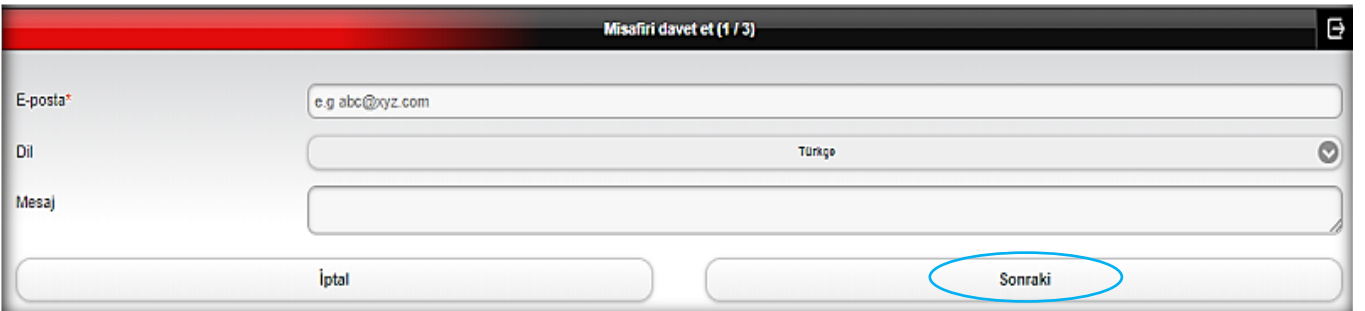 Misafiri davet et (1 / 3)
E-posta* e.g abc@xyz.com
Dil Türkçe
Mesaj
İptal Sonraki